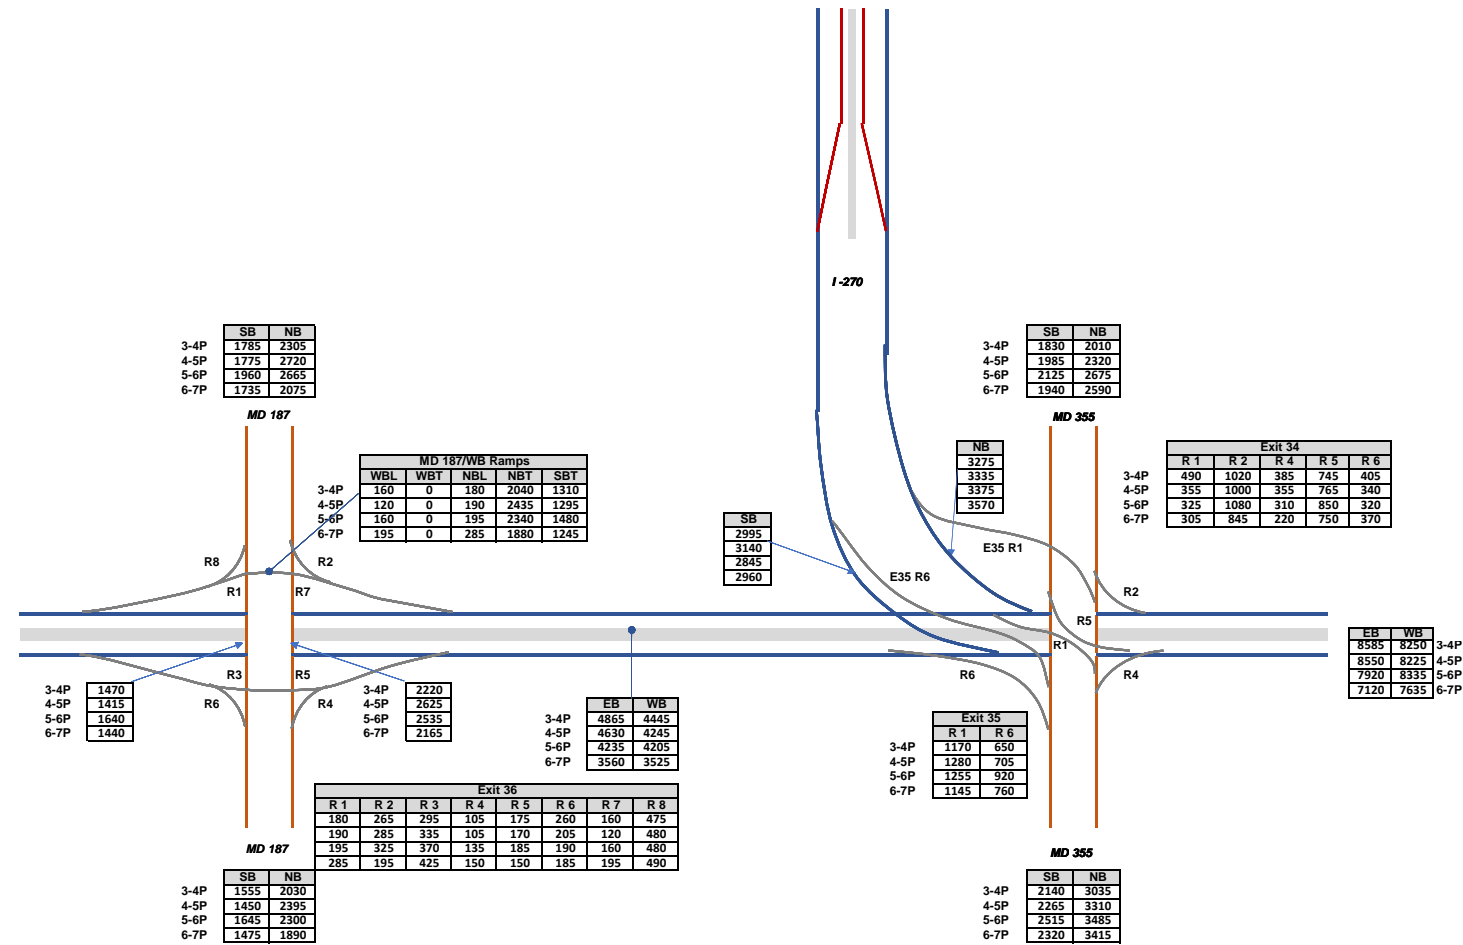 I -270
SB NB
3-4P 1785 2305
4-5P 1775 2720
5-6P 1960 2665
6-7P 1735 2075
MD 187
SB NB
3-4P 1830 2010
4-5P 1985 2320
5-6P 2125 2675
6-7P 1940 2590
MD 355
MD 187/WB Ramps
WBL WBT NBL NBT SBT
3-4P 160 0 180 2040 1310
4-5P 120 0 190 2435 1295
5-6P 160 0 195 2340 1480
6-7P 195 0 285 1880 1245
NB
3275
3335
3375
3570
Exit 34
R 1 R 2 R 4 R 5 R 6
3-4P 490 1020 385 745 405
4-5P 355 1000 355 765 340
5-6P 325 1080 310 850 320
6-7P 305 845 220 750 370
SB
2995
3140
2845
2960
E35 R1
E35 R6
R8
R2
R1
R7
R2
R5
R1
R3
R5
R6
R4
R6
R4
EB WB
8585 8250 3-4P
8550 8225 4-5P
7920 8335 5-6P
7120 7635 6-7P
3-4P 1470
4-5P 1415
5-6P 1640
6-7P 1440
3-4P 2220
4-5P 2625
5-6P 2535
6-7P 2165
EB WB
3-4P 4865 4445
4-5P 4630 4245
5-6P 4235 4205
6-7P 3560 3525
Exit 35
R 1 R 6
3-4P 1170 650
4-5P 1280 705
5-6P 1255 920
6-7P 1145 760
Exit 36
R 1 R 2 R 3 R 4 R 5 R 6 R 7 R 8
180 265 295 105 175 260 160 475
190 285 335 105 170 205 120 480
195 325 370 135 185 190 160 480
285 195 425 150 150 185 195 490
MD 187
SB NB
3-4P 1555 2030
4-5P 1450 2395
5-6P 1645 2300
6-7P 1475 1890
MD 355
SB NB
3-4P 2140 3035
4-5P 2265 3310
5-6P 2515 3485
6-7P 2320 3415